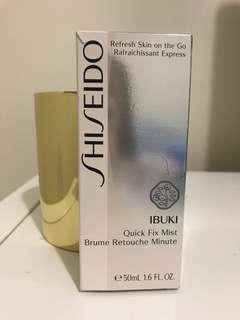 Refresh Skin on the Go
Rafraîchissant Express
SHISEIDO
IBUKI
Quick Fix Mist
Brume Retouche Minute
℮50mL 1.6 FL.OZ.